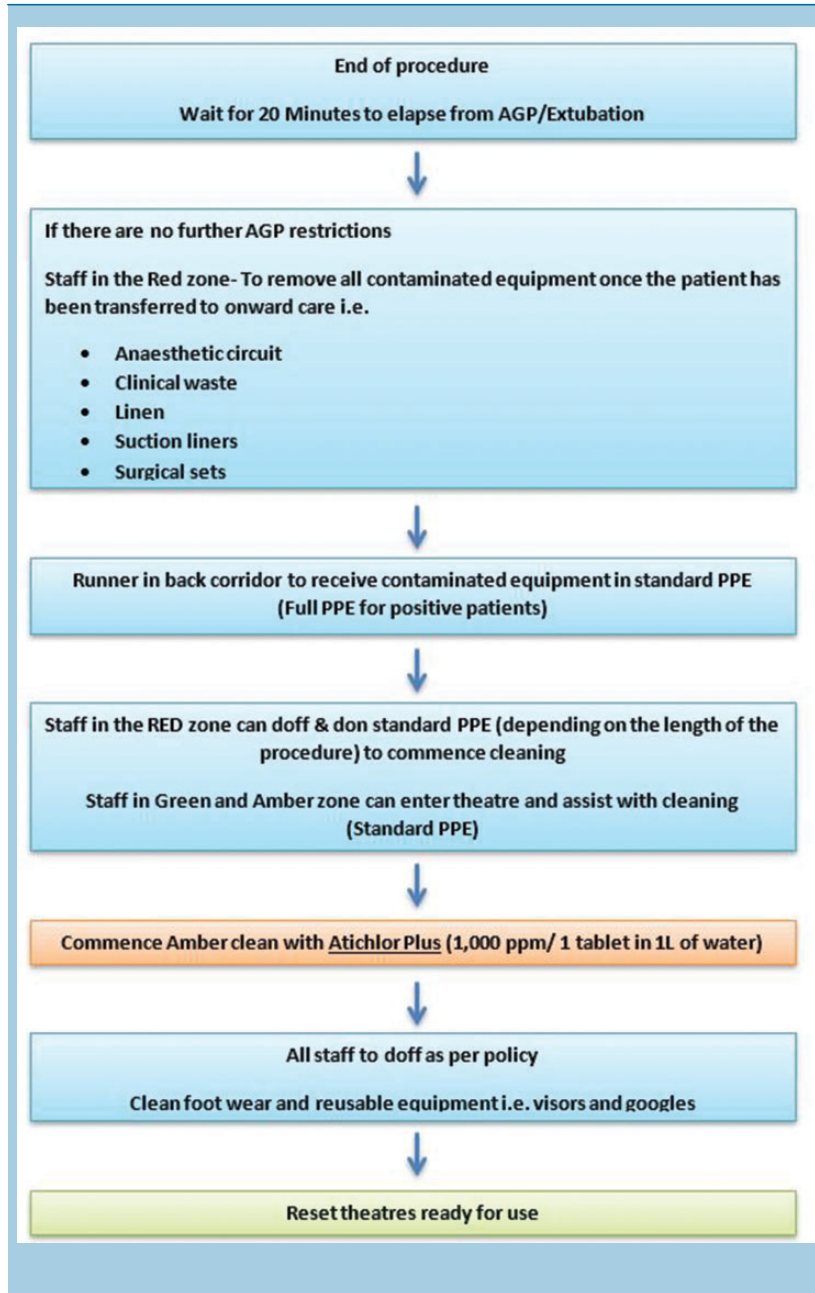 End of procedure
Wait for 20 Minutes to elapse from AGP/Extubation
If there are no further AGP restrictions
Staff in the Red zone- To remove all contaminated equipment once the patient has
been transferred to onward care i.e.
• Anaesthetic circuit
• Clinical waste
• Linen
• Suction liners
• Surgical sets
Runner in back corridor to receive contaminated equipment in standard PPE
(Full PPE for positive patients)
Staff in the RED zone can doff & don standard PPE (depending on the length of the
procedure) to commence cleaning
Staff in Green and Amber zone can enter theatre and assist with cleaning
(Standard PPE)
Commence Amber clean with Atichlor Plus (1,000 ppm/ 1 tablet in 1L of water)
All staff to doff as per policy
Clean foot wear and reusable equipment i.e. visors and googles
Reset theatres ready for use